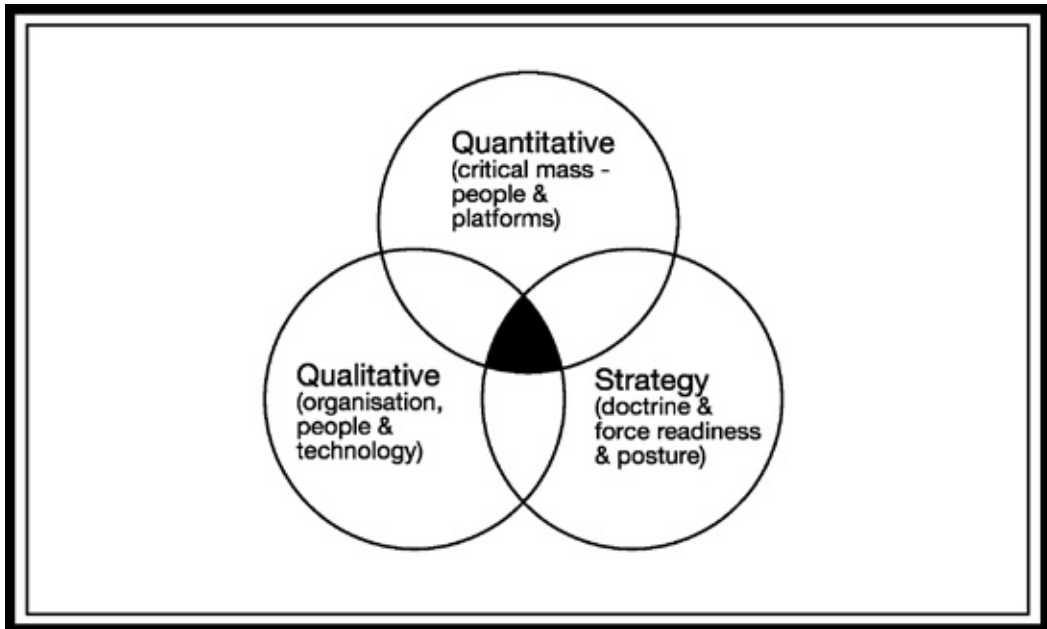 Quantitative
(critical mass -
people &
platforms)
Qualitative
(organisation,
people &
technology)
Strategy
(doctrine &
force readiness
& posture)